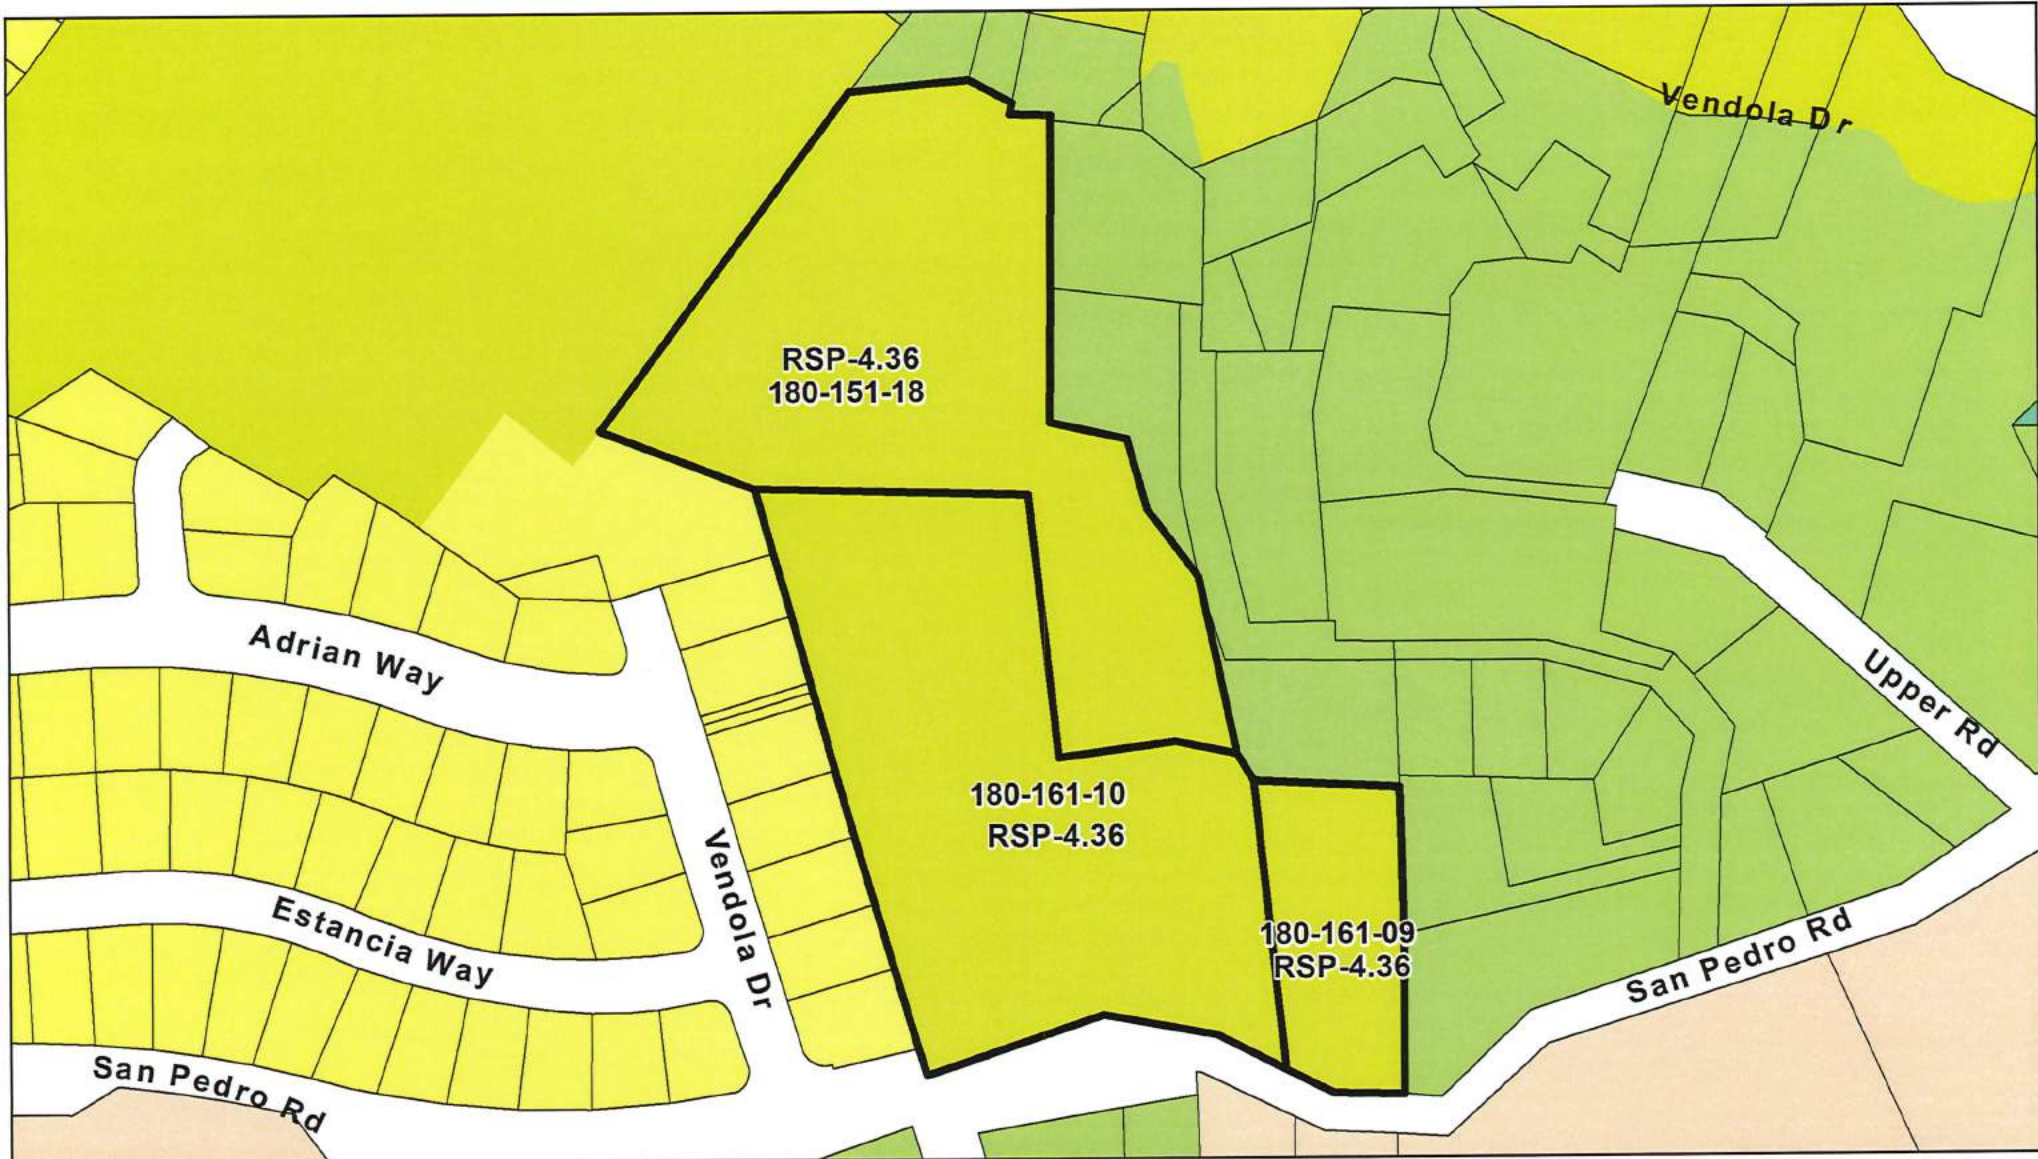 Vendola Dr
RSP-4.36
180-151-18
Adrian Way
Upper Rd
180-161-10
RSP-4.36
Vendola Dr
Estancia Way
180-161-09
RSP-4.36
San Pedro Rd
San Pedro Rd